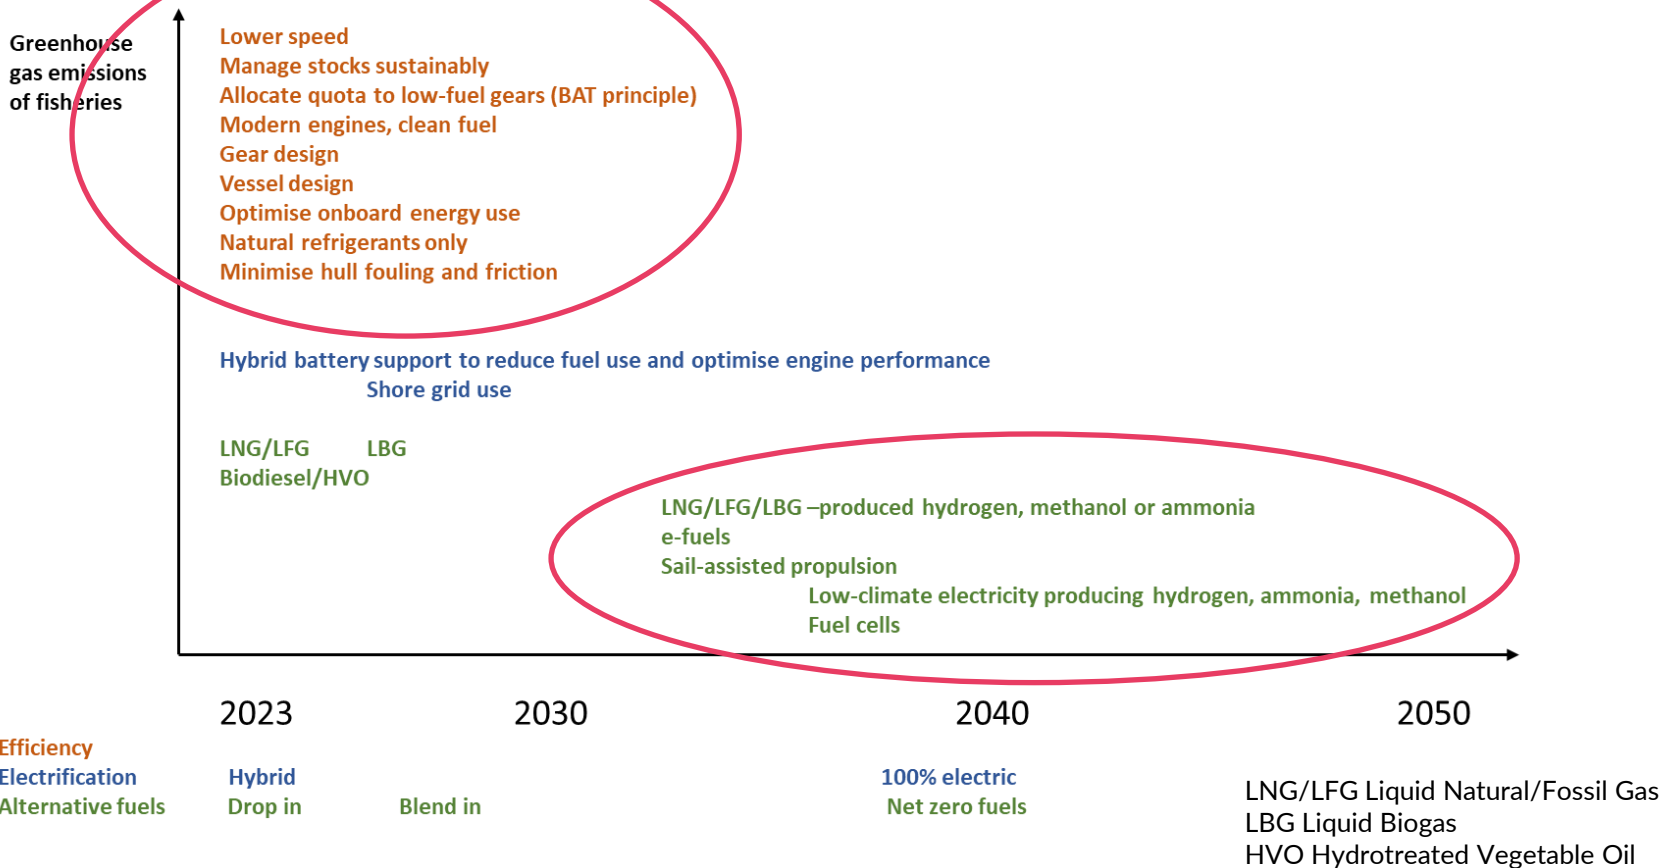 Greenhouse
gas emissions
of fisheries
Lower speed
Manage stocks sustainably
Allocate quota to low-fuel gears (BAT principle)
Modern engines, clean fuel
Gear design
Vessel design
Optimise onboard energy use
Natural refrigerants only
Minimise hull fouling and friction
Hybrid battery support to reduce fuel use and optimise engine performance
Shore grid use
LNG/LFG LBG
Biodiesel/HVO
LNG/LFG/LBG –produced hydrogen, methanol or ammonia
e-fuels
Sail-assisted propulsion
Low-climate electricity producing hydrogen, ammonia, methanol
Fuel cells
2023 2030 2040 2050
Efficiency
Electrification Hybrid 100% electric
Alternative fuels Drop in Blend in Net zero fuels
LNG/LFG Liquid Natural/Fossil Gas
LBG Liquid Biogas
HVO Hydrotreated Vegetable Oil